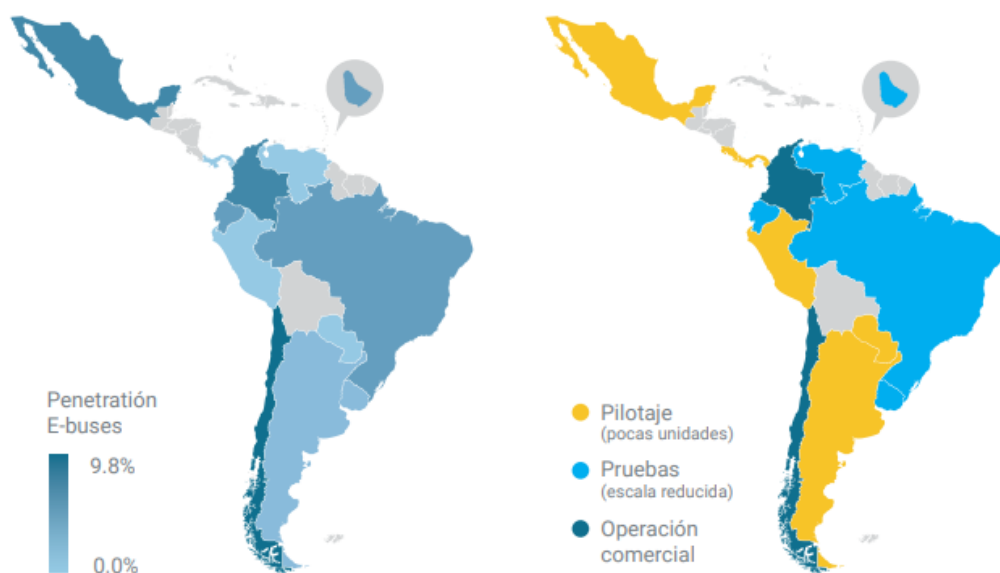 Penetratión
E-buses
9.8%
0.0%
Pilotaje
(pocas unidades)
Pruebas
(escala reducida)
Operación
comercial